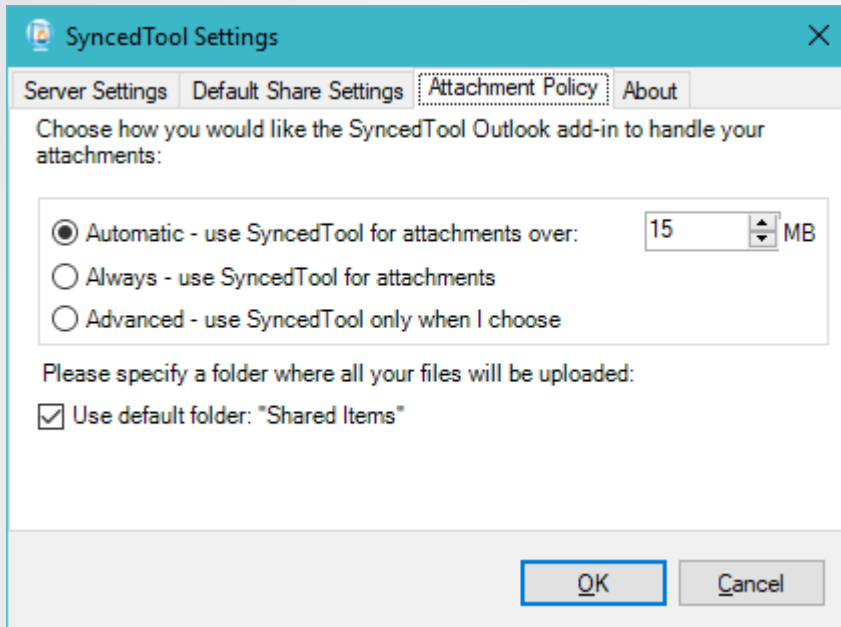 SyncedTool Settings
Server Settings Default Share Settings Attachment Policy About
Choose how you would like the SyncedTool Outlook add-in to handle your
attachments:
Automatic - use SyncedTool for attachments over: 15 MB
Always - use SyncedTool for attachments
Advanced - use SyncedTool only when I choose
Please specify a folder where all your files will be uploaded:
Use default folder: "Shared Items"
OK Cancel